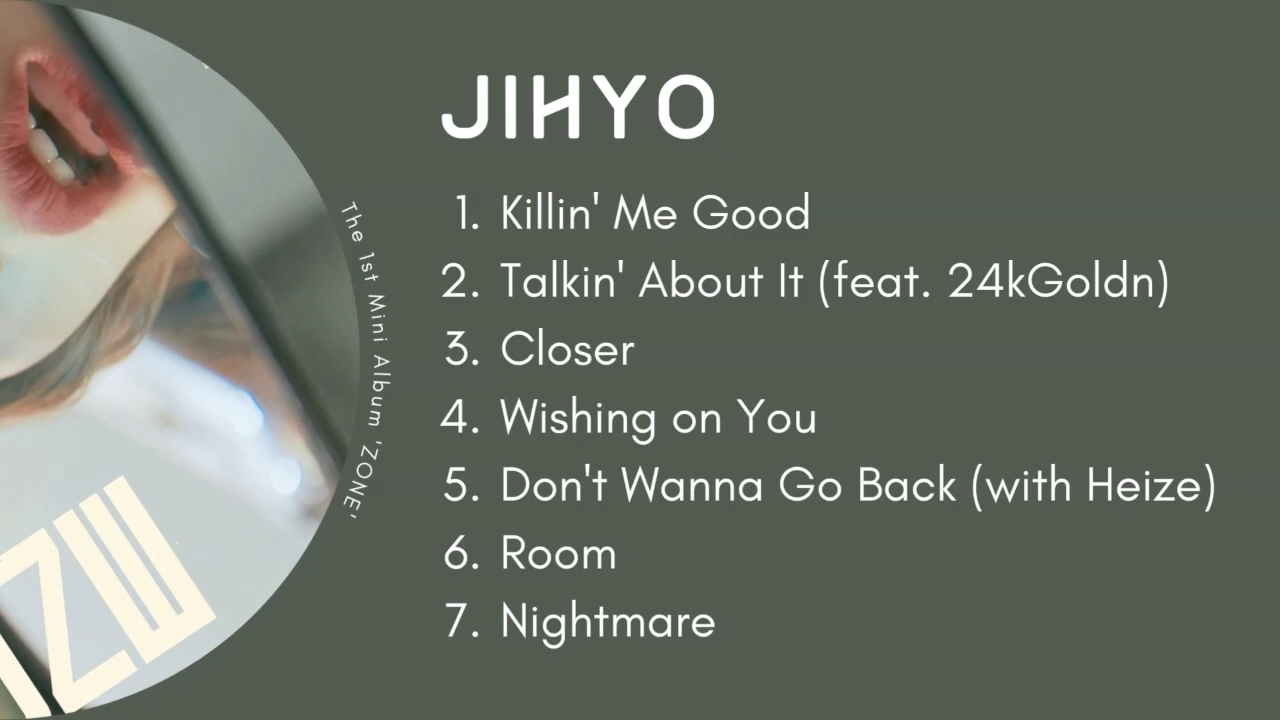 JIHYO
1. Killin' Me Good
2. Talkin' About It (feat. 24kGoldn)
3. Closer
4. Wishing on You
5. Don't Wanna Go Back (with Heize)
6. Room
7. Nightmare
The 1st Mini Album 'ZONE'